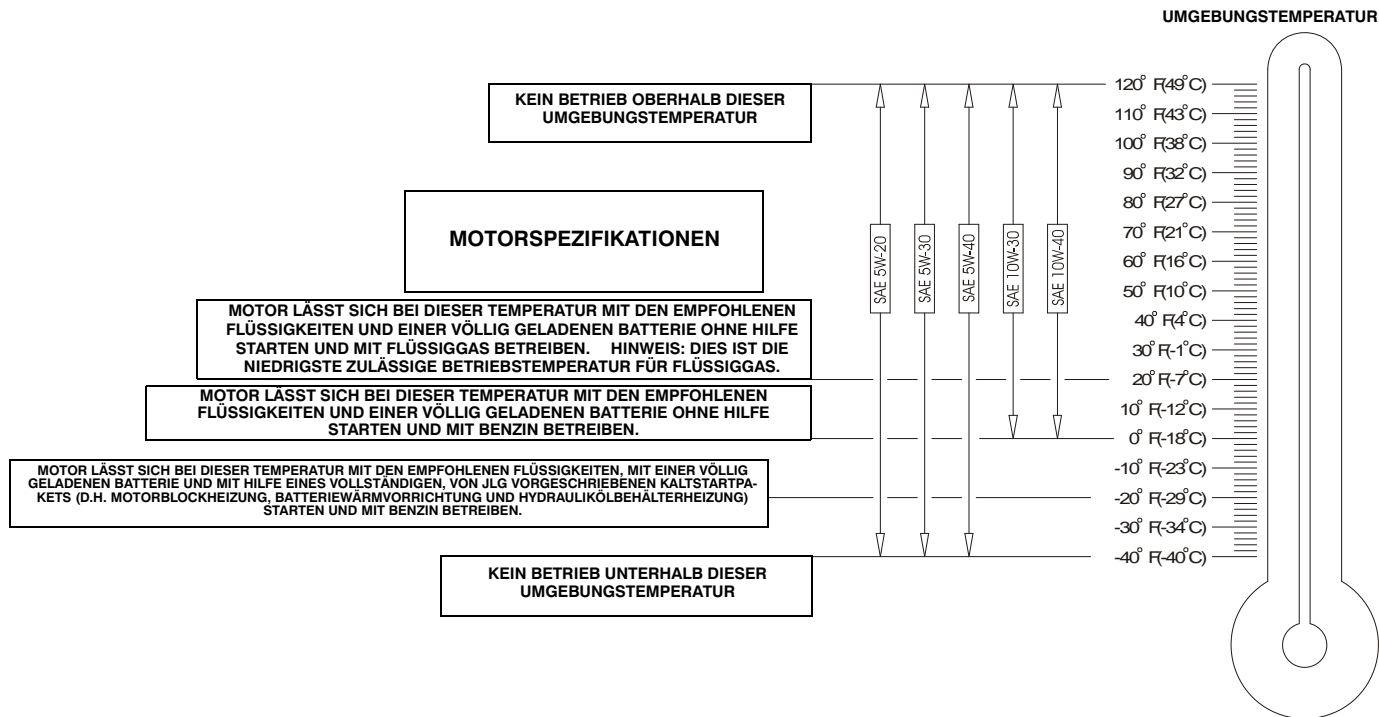 UMGEBUNGSTEMPERATUR
KEIN BETRIEB OBERHALB DIESER
UMGEBUNGSTEMPERATUR
MOTORSPEZIFIKATIONEN
MOTOR LÄSST SICH BEI DIESER TEMPERATUR MIT DEN EMPFOHLENEN
FLÜSSIGKEITEN UND EINER VÖLLIG GELADENEN BATTERIE OHNE HILFE
STARTEN UND MIT FLÜSSIGGAS BETREIBEN. HINWEIS: DIES IST DIE
NIEDRIGSTE ZULÄSSIGE BETRIEBSTEMPERATUR FÜR FLÜSSIGGAS.
MOTOR LÄSST SICH BEI DIESER TEMPERATUR MIT DEN EMPFOHLENEN
FLÜSSIGKEITEN UND EINER VÖLLIG GELADENEN BATTERIE OHNE HILFE
STARTEN UND MIT BENZIN BETREIBEN.
MOTOR LÄSST SICH BEI DIESER TEMPERATUR MIT DEN EMPFOHLENEN FLÜSSIGKEITEN, MIT EINER VÖLLIG
GELADENEN BATTERIE UND MIT HILFE EINES VOLLSTÄNDIGEN, VON JLG VORGESCHRIEBENEN KALTSTARTPA-
KETS (D.H. MOTORBLOCKHEIZUNG, BATTERIEWÄRMVORRICHTUNG UND HYDRAULIKÖLBEHÄLTERHEIZUNG)
STARTEN UND MIT BENZIN BETREIBEN.
KEIN BETRIEB UNTERHALB DIESER
UMGEBUNGSTEMPERATUR
SAE 5W-20
SAE 5W-30
SAE 5W-40
SAE 10W-30
SAE 10W-40
120° F(49°C)
110° F(43°C)
100° F(38°C)
90° F(32°C)
80° F(27°C)
70° F(21°C)
60° F(16°C)
50° F(10°C)
40° F(4°C)
30° F(-1°C)
20° F(-7°C)
10° F(-12°C)
0° F(-18°C)
-10° F(-23°C)
-20° F(-29°C)
-30° F(-34°C)
-40° F(-40°C)